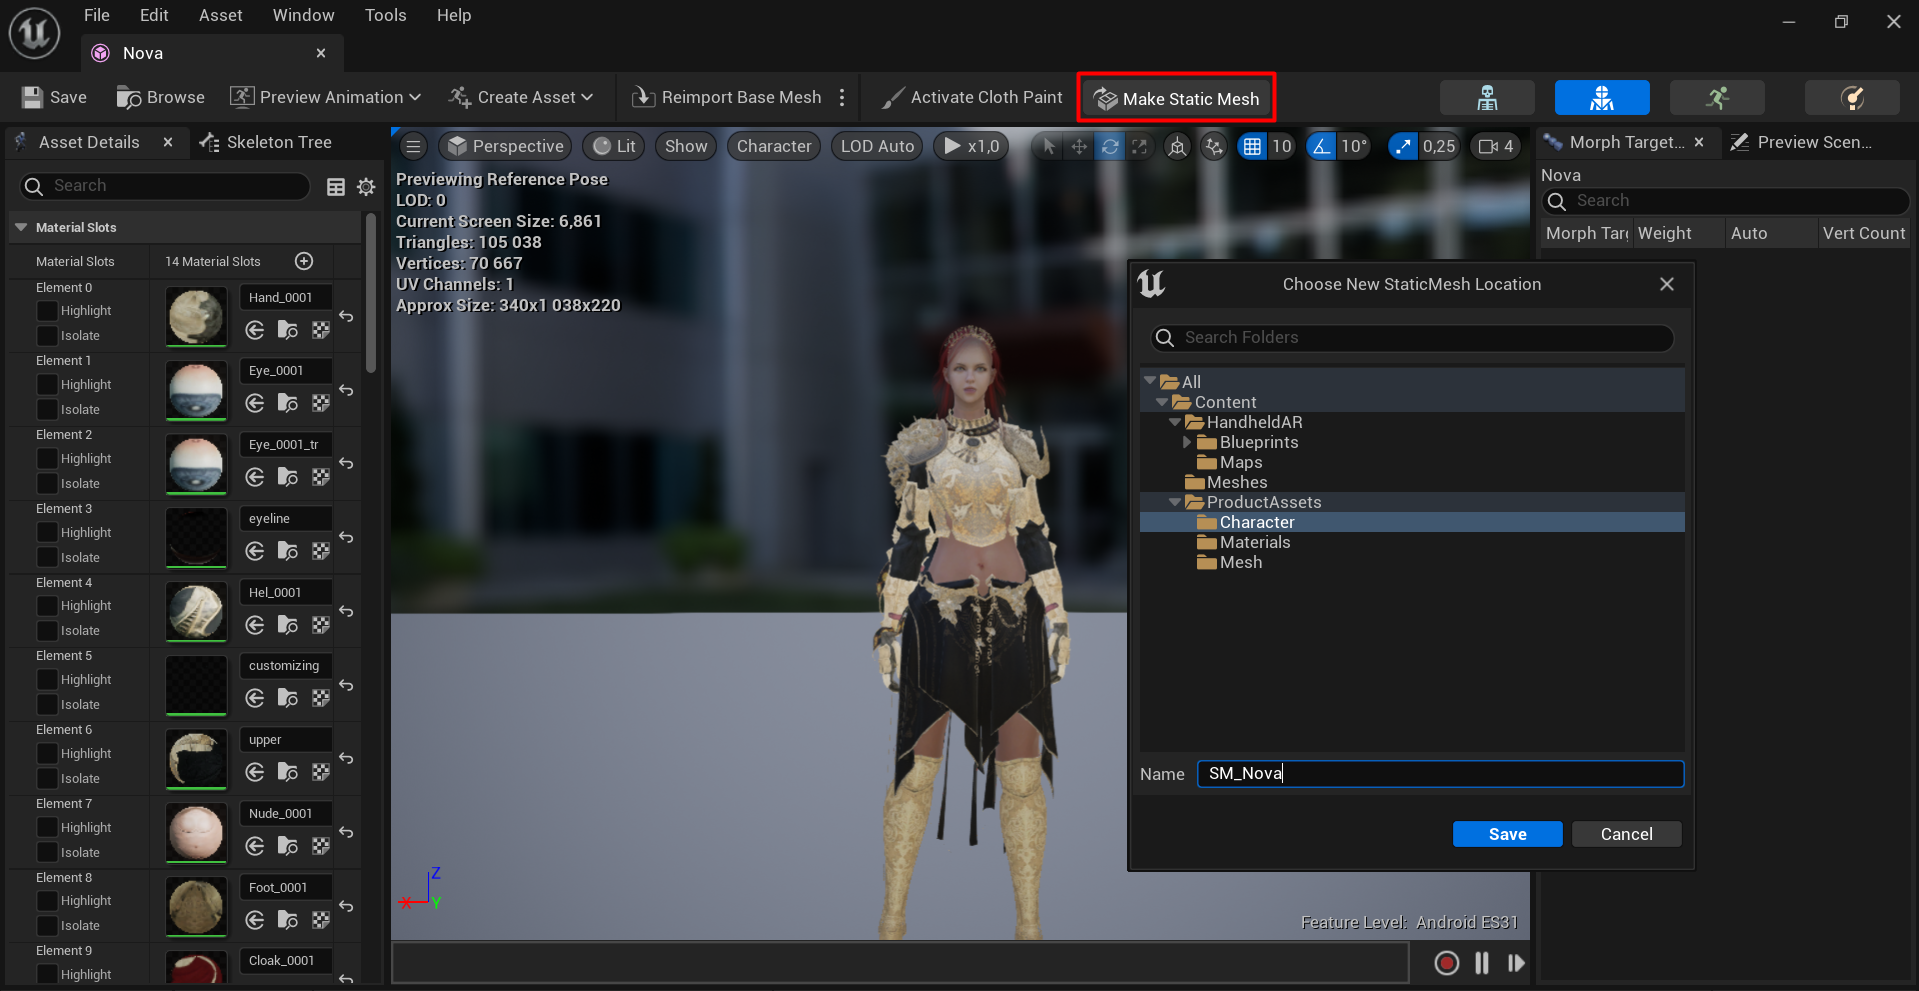 File Edit Asset Window Tools Help
Nova
Save Browse Preview Animation Create Asset Reimport Base Mesh Activate Cloth Paint Make Static Mesh
Asset Details Skeleton Tree
Search
Material Slots
Material Slots 14 Material Slots
Element 0
Highlight
Isolate
Hand_0001
Element 1
Highlight
Isolate
Eye_0001
Element 2
Highlight
Isolate
Eye_0001_tr
Element 3
Highlight
Isolate
eyeline
Element 4
Highlight
Isolate
Hel_0001
Element 5
Highlight
Isolate
customizing
Element 6
Highlight
Isolate
upper
Element 7
Highlight
Isolate
Nude_0001
Element 8
Highlight
Isolate
Foot_0001
Element 9
Highlight
Cloak_0001
Perspective Lit Show Character LOD Auto x1,0 10 10° 0,25 4
Previewing Reference Pose
LOD: 0
Current Screen Size: 6,861
Triangles: 105 038
Vertices: 70 667
UV Channels: 1
Approx Size: 340x1 038x220
Z
X Y
Feature Level: Android ES31
Morph Target... Preview Scen...
Nova
Search
Morph Tar Weight Auto Vert Count
Choose New StaticMesh Location
Search Folders
All
Content
HandheldAR
Blueprints
Maps
Meshes
ProductAssets
Character
Materials
Mesh
Name SM_Nova
Save Cancel